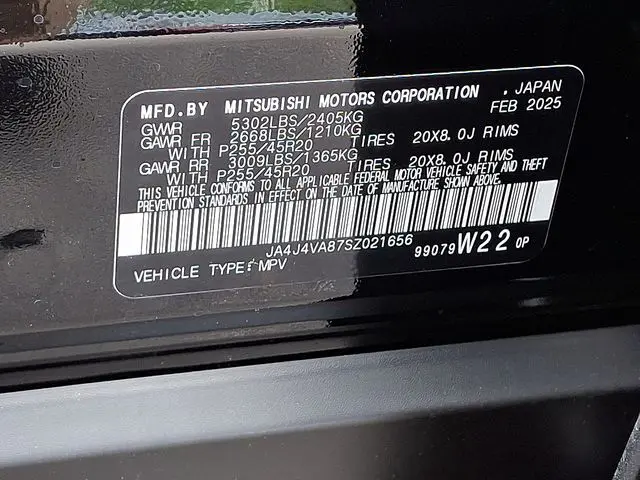 MFD.BY MITSUBISHI MOTORS CORPORATION , JAPAN
FEB 2025
GVWR 5302LBS/2405KG
GAWR FR 2668LBS/1210KG
WITH P255/45R20 TIRES 20X8.0J RIMS
GAWR RR 3009LBS/1365KG
WITH P255/45R20 TIRES 20X8.0J RIMS
THIS VEHICLE CONFORMS TO ALL APPLICABLE FEDERAL MOTOR VEHICLE SAFETY AND THEFT
PREVENTION STANDARDS IN EFFECT ON THE DATE OF MANUFACTURE SHOWN ABOVE.
JA4J4VA87SZ021656
99079 W22 0P
VEHICLE TYPE:MPV